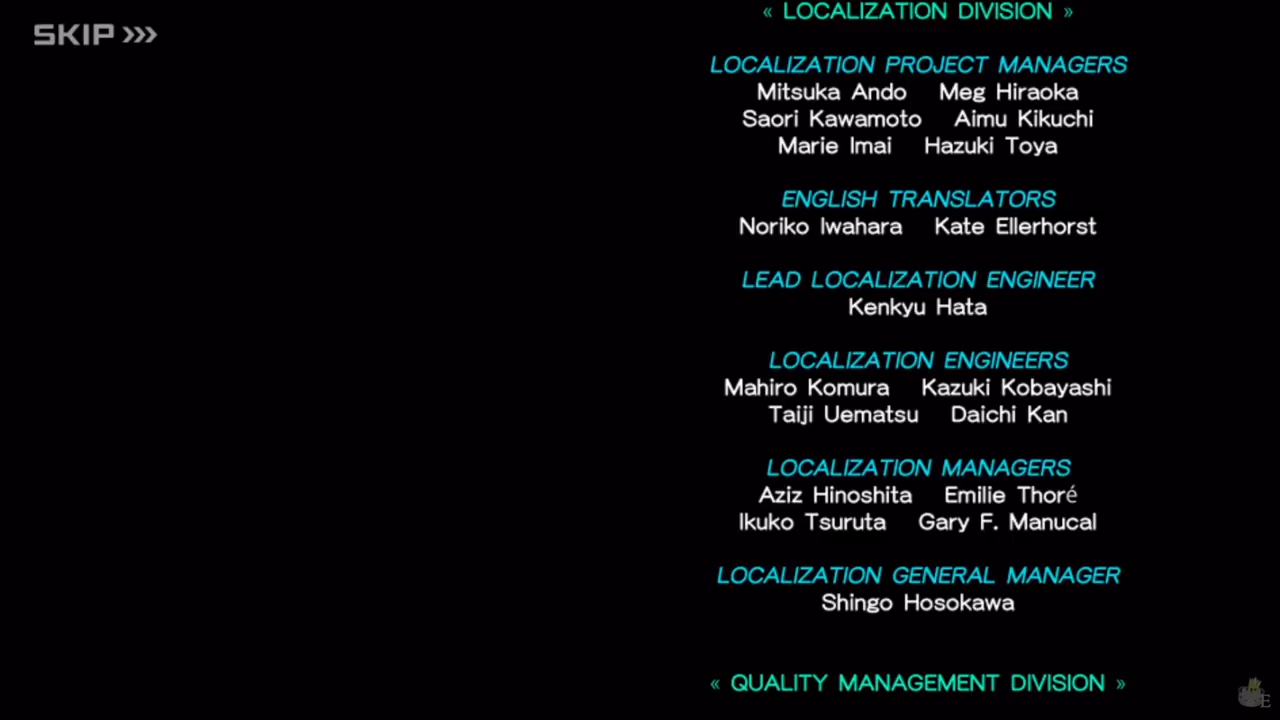 « LOCALIZATION DIVISION »
SKIP >>>
LOCALIZATION PROJECT MANAGERS
Mitsuka Ando Meg Hiraoka
Saori Kawamoto Aimu Kikuchi
Marie Imai Hazuki Toya
ENGLISH TRANSLATORS
Noriko Iwahara Kate Ellerhorst
LEAD LOCALIZATION ENGINEER
Kenkyu Hata
LOCALIZATION ENGINEERS
Mahiro Komura Kazuki Kobayashi
Taiji Uematsu Daichi Kan
LOCALIZATION MANAGERS
Aziz Hinoshita Emilie Thoré
Ikuko Tsuruta Gary F. Manucal
LOCALIZATION GENERAL MANAGER
Shingo Hosokawa
« QUALITY MANAGEMENT DIVISION »
E